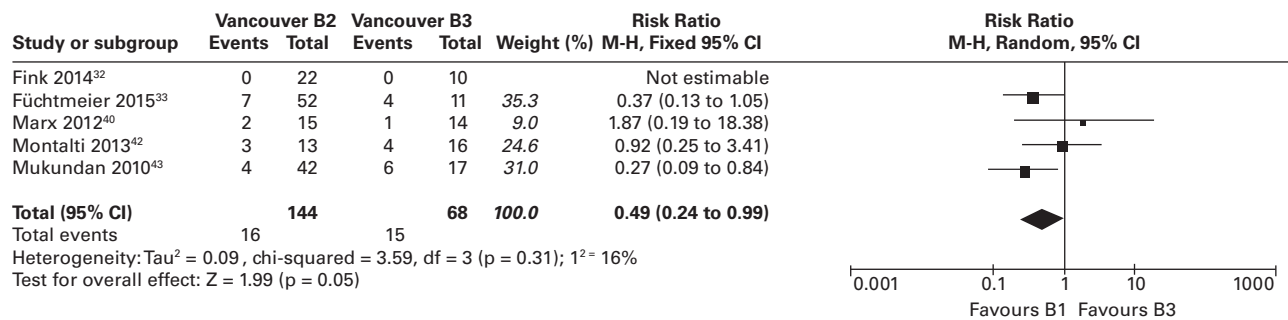 Vancouver B2 Vancouver B3 Risk Ratio Risk Ratio
Study or subgroup Events Total Events Total Weight (%) M-H, Fixed 95% CI M-H, Random, 95% CI
Fink 2014³² 0 22 0 10 Not estimable
Füchtmeier 2015³³ 7 52 4 11 35.3 0.37 (0.13 to 1.05)
Marx 2012⁴⁰ 2 15 1 14 9.0 1.87 (0.19 to 18.38)
Montalti 2013⁴² 3 13 4 16 24.6 0.92 (0.25 to 3.41)
Mukundan 2010⁴³ 4 42 6 17 31.0 0.27 (0.09 to 0.84)
Total (95% CI) 144 68 100.0 0.49 (0.24 to 0.99)
Total events 16 15
Heterogeneity: Tau² = 0.09 , chi-squared = 3.59, df = 3 (p = 0.31); 1² ⁼ 16%
Test for overall effect: Z = 1.99 (p = 0.05)
0.001 0.1 1 10 1000
Favours B1 Favours B3